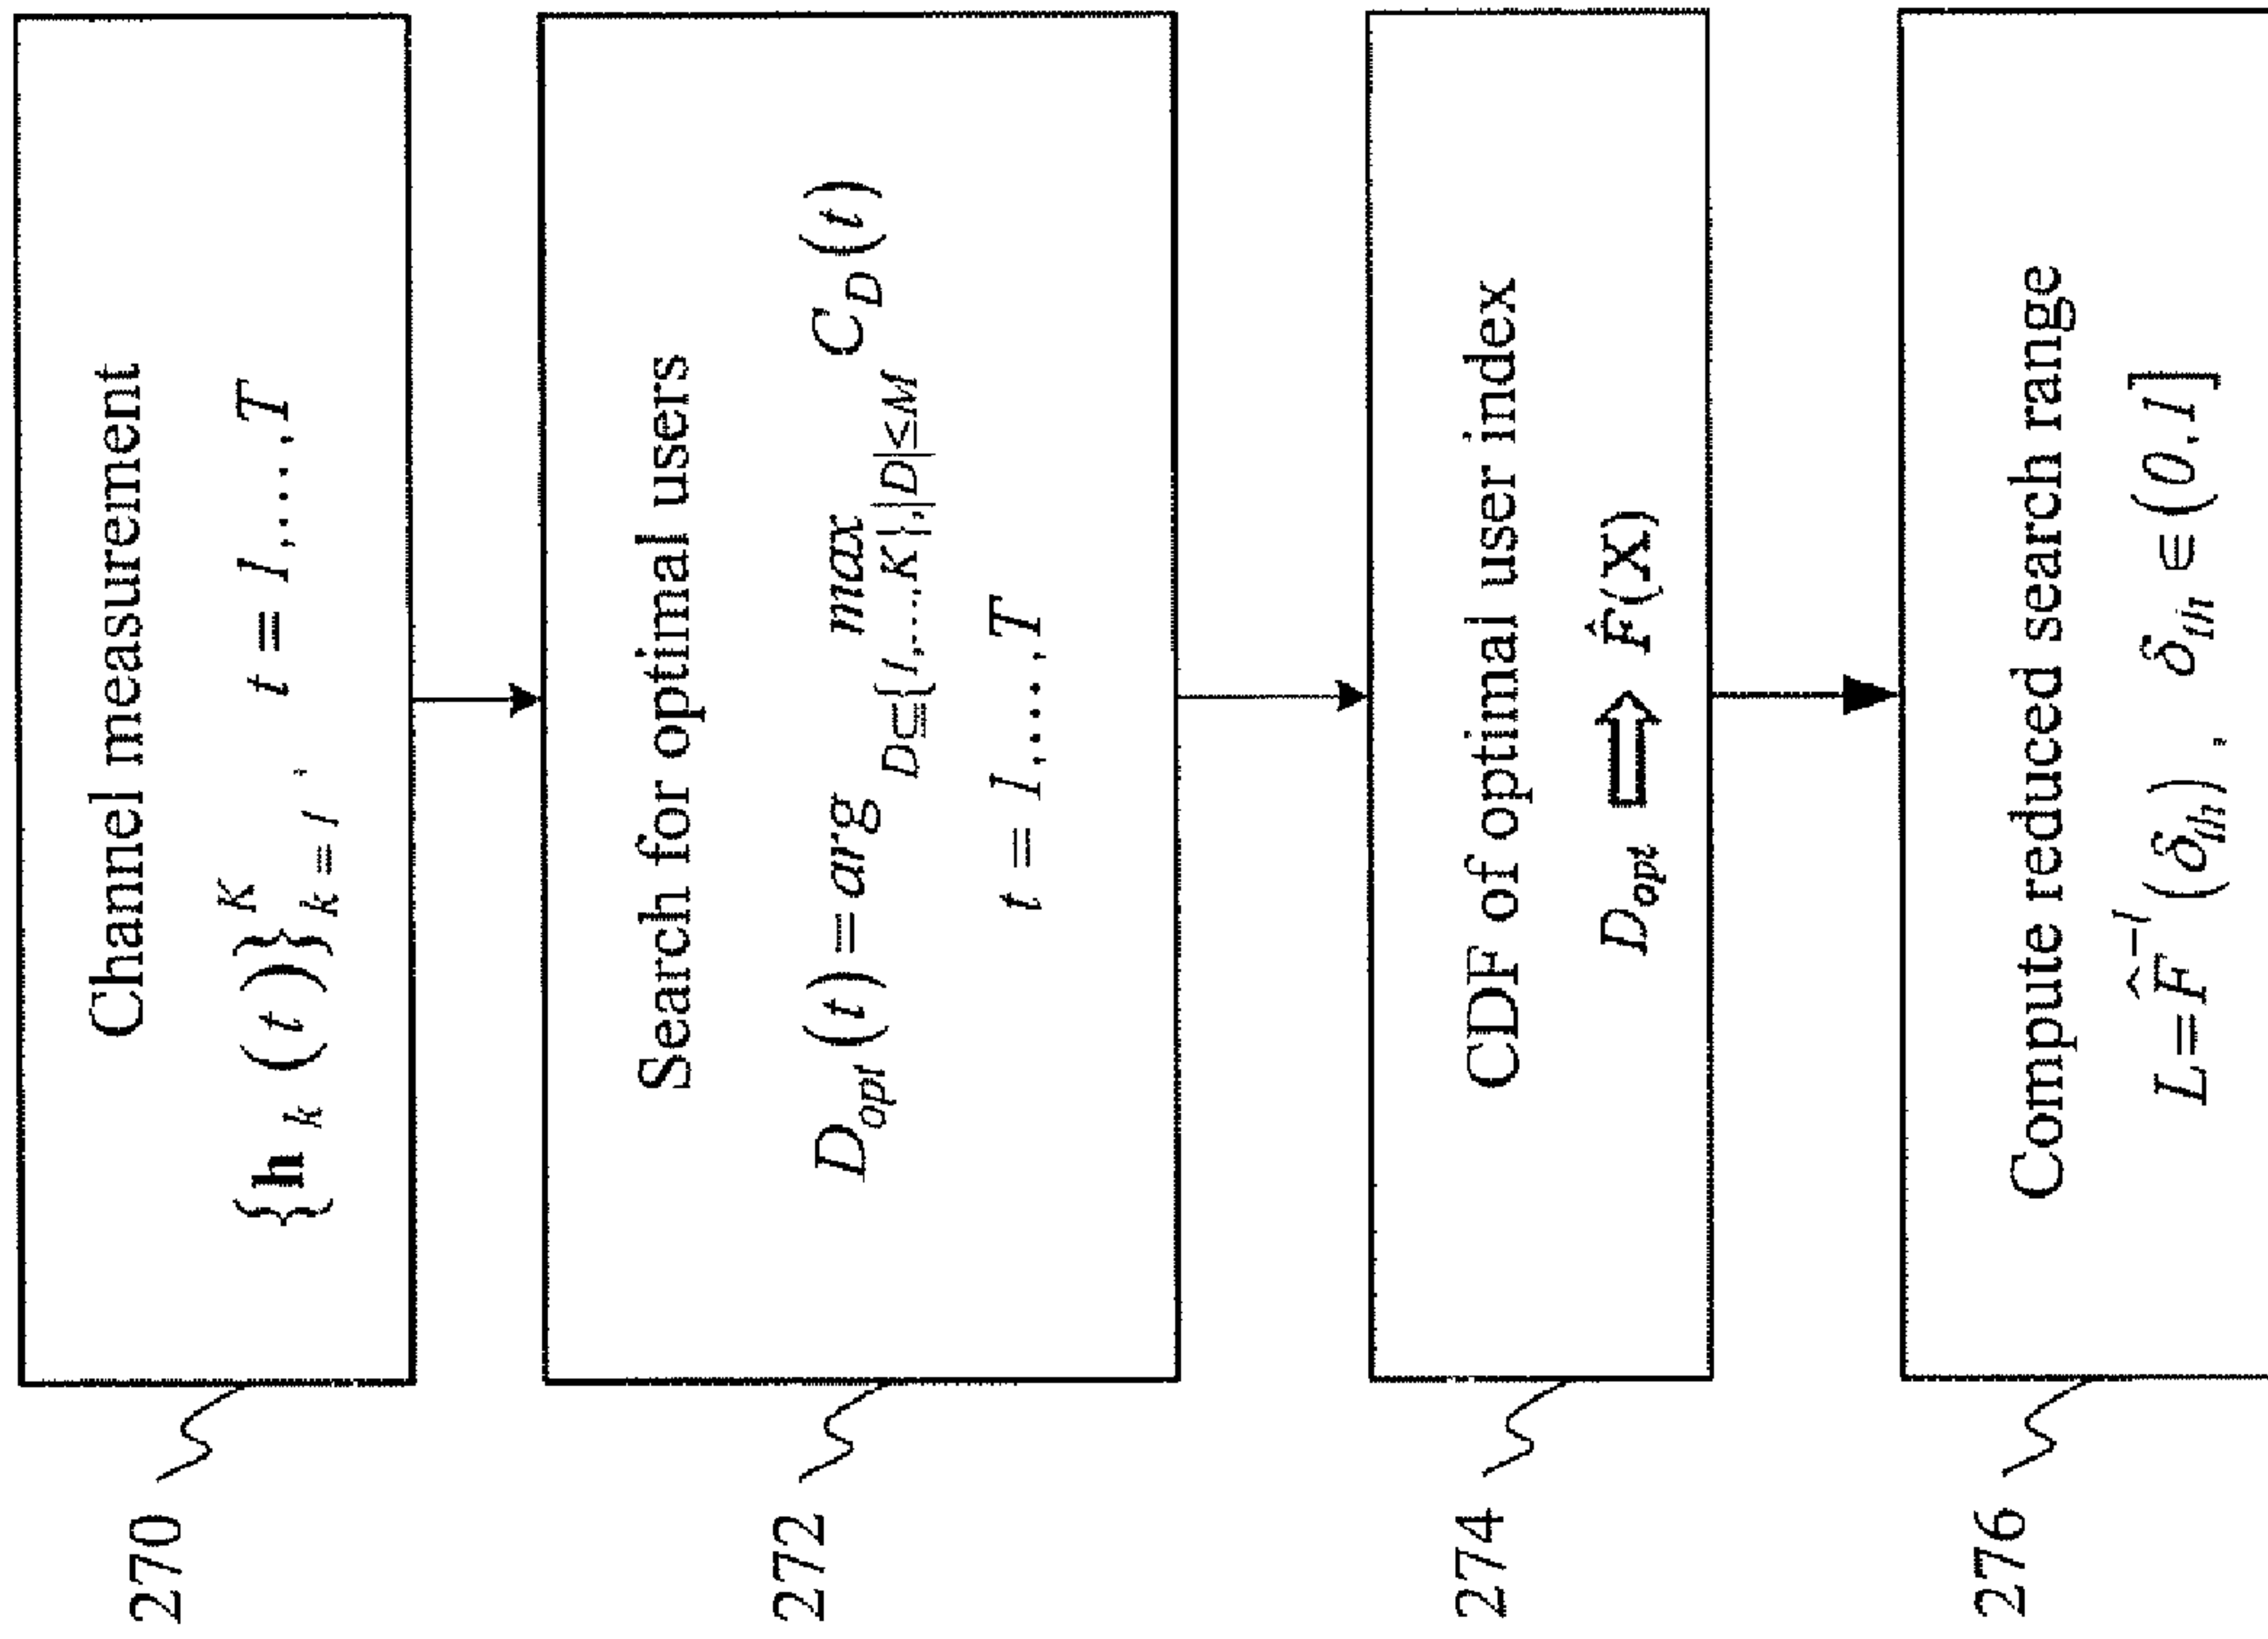 270
Channel measurement
{h_k (t)}_{k=1}^K , t = 1,....,T
272
Search for optimal users
D_opt (t) = arg max_{D⊆{1,...K},|D|≤M} C_D (t)
t = 1,....,T
274
CDF of optimal user index
D_opt ⇒ F̂(X)
276
Compute reduced search range
L=F̂^{-1}(δ_th), δ_th ∈ (0,1]